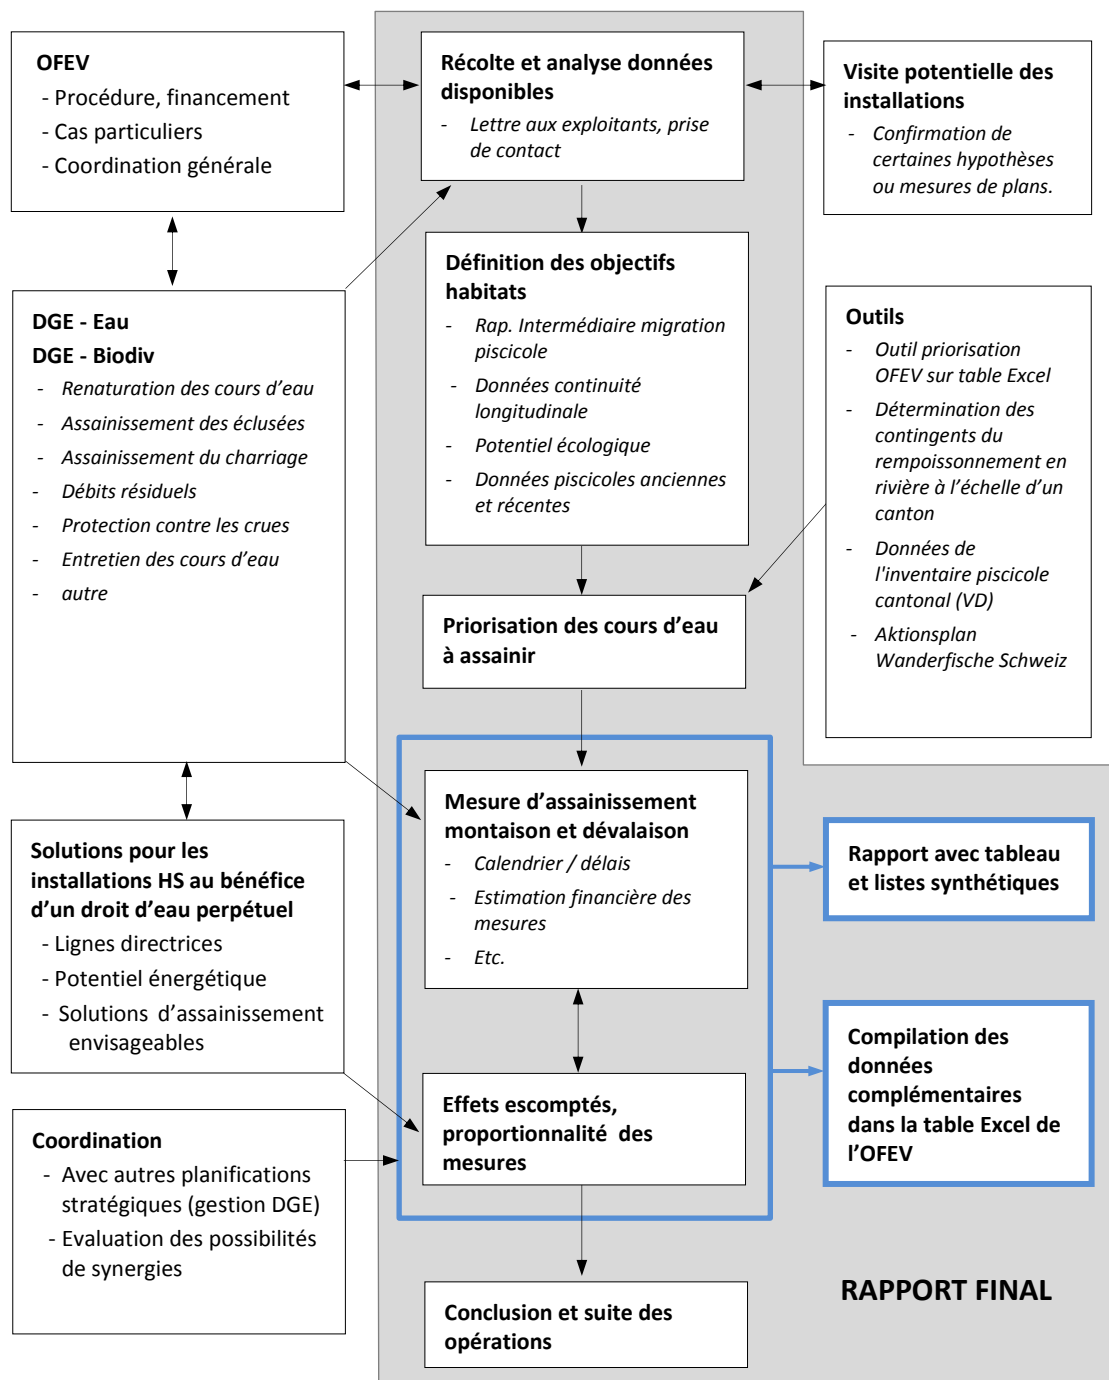 OFEV
- Procédure, financement
- Cas particuliers
- Coordination générale
Récolte et analyse données
disponibles
- Lettre aux exploitants, prise
de contact
Visite potentielle des
installations
- Confirmation de
certaines hypothèses
ou mesures de plans.
DGE - Eau
DGE - Biodiv
- Renaturation des cours d'eau
- Assainissement des éclusées
- Assainissement du charriage
- Débits résiduels
- Protection contre les crues
- Entretien des cours d'eau
- autre
Définition des objectifs
habitats
- Rap. Intermédiaire migration
piscicole
- Données continuité
longitudinale
- Potentiel écologique
- Données piscicoles anciennes
et récentes
Outils
- Outil priorisation
OFEV sur table Excel
- Détermination des
contingents du
rempoissonnement en
rivière à l'échelle d'un
canton
- Données de
l'inventaire piscicole
cantonal (VD)
- Aktionsplan
Wanderfische Schweiz
Priorisation des cours d'eau
à assainir
Solutions pour les
installations HS au bénéfice
d'un droit d'eau perpétuel
- Lignes directrices
- Potentiel énergétique
- Solutions d'assainissement
envisageables
Mesure d'assainissement
montaison et dévalaison
- Calendrier / délais
- Estimation financière des
mesures
- Etc.
Rapport avec tableau
et listes synthétiques
Compilation des
données
complémentaires
dans la table Excel de
l'OFEV
Coordination
- Avec autres planifications
stratégiques (gestion DGE)
- Evaluation des possibilités
de synergies
Effets escomptés,
proportionnalité des
mesures
Conclusion et suite des
opérations
RAPPORT FINAL